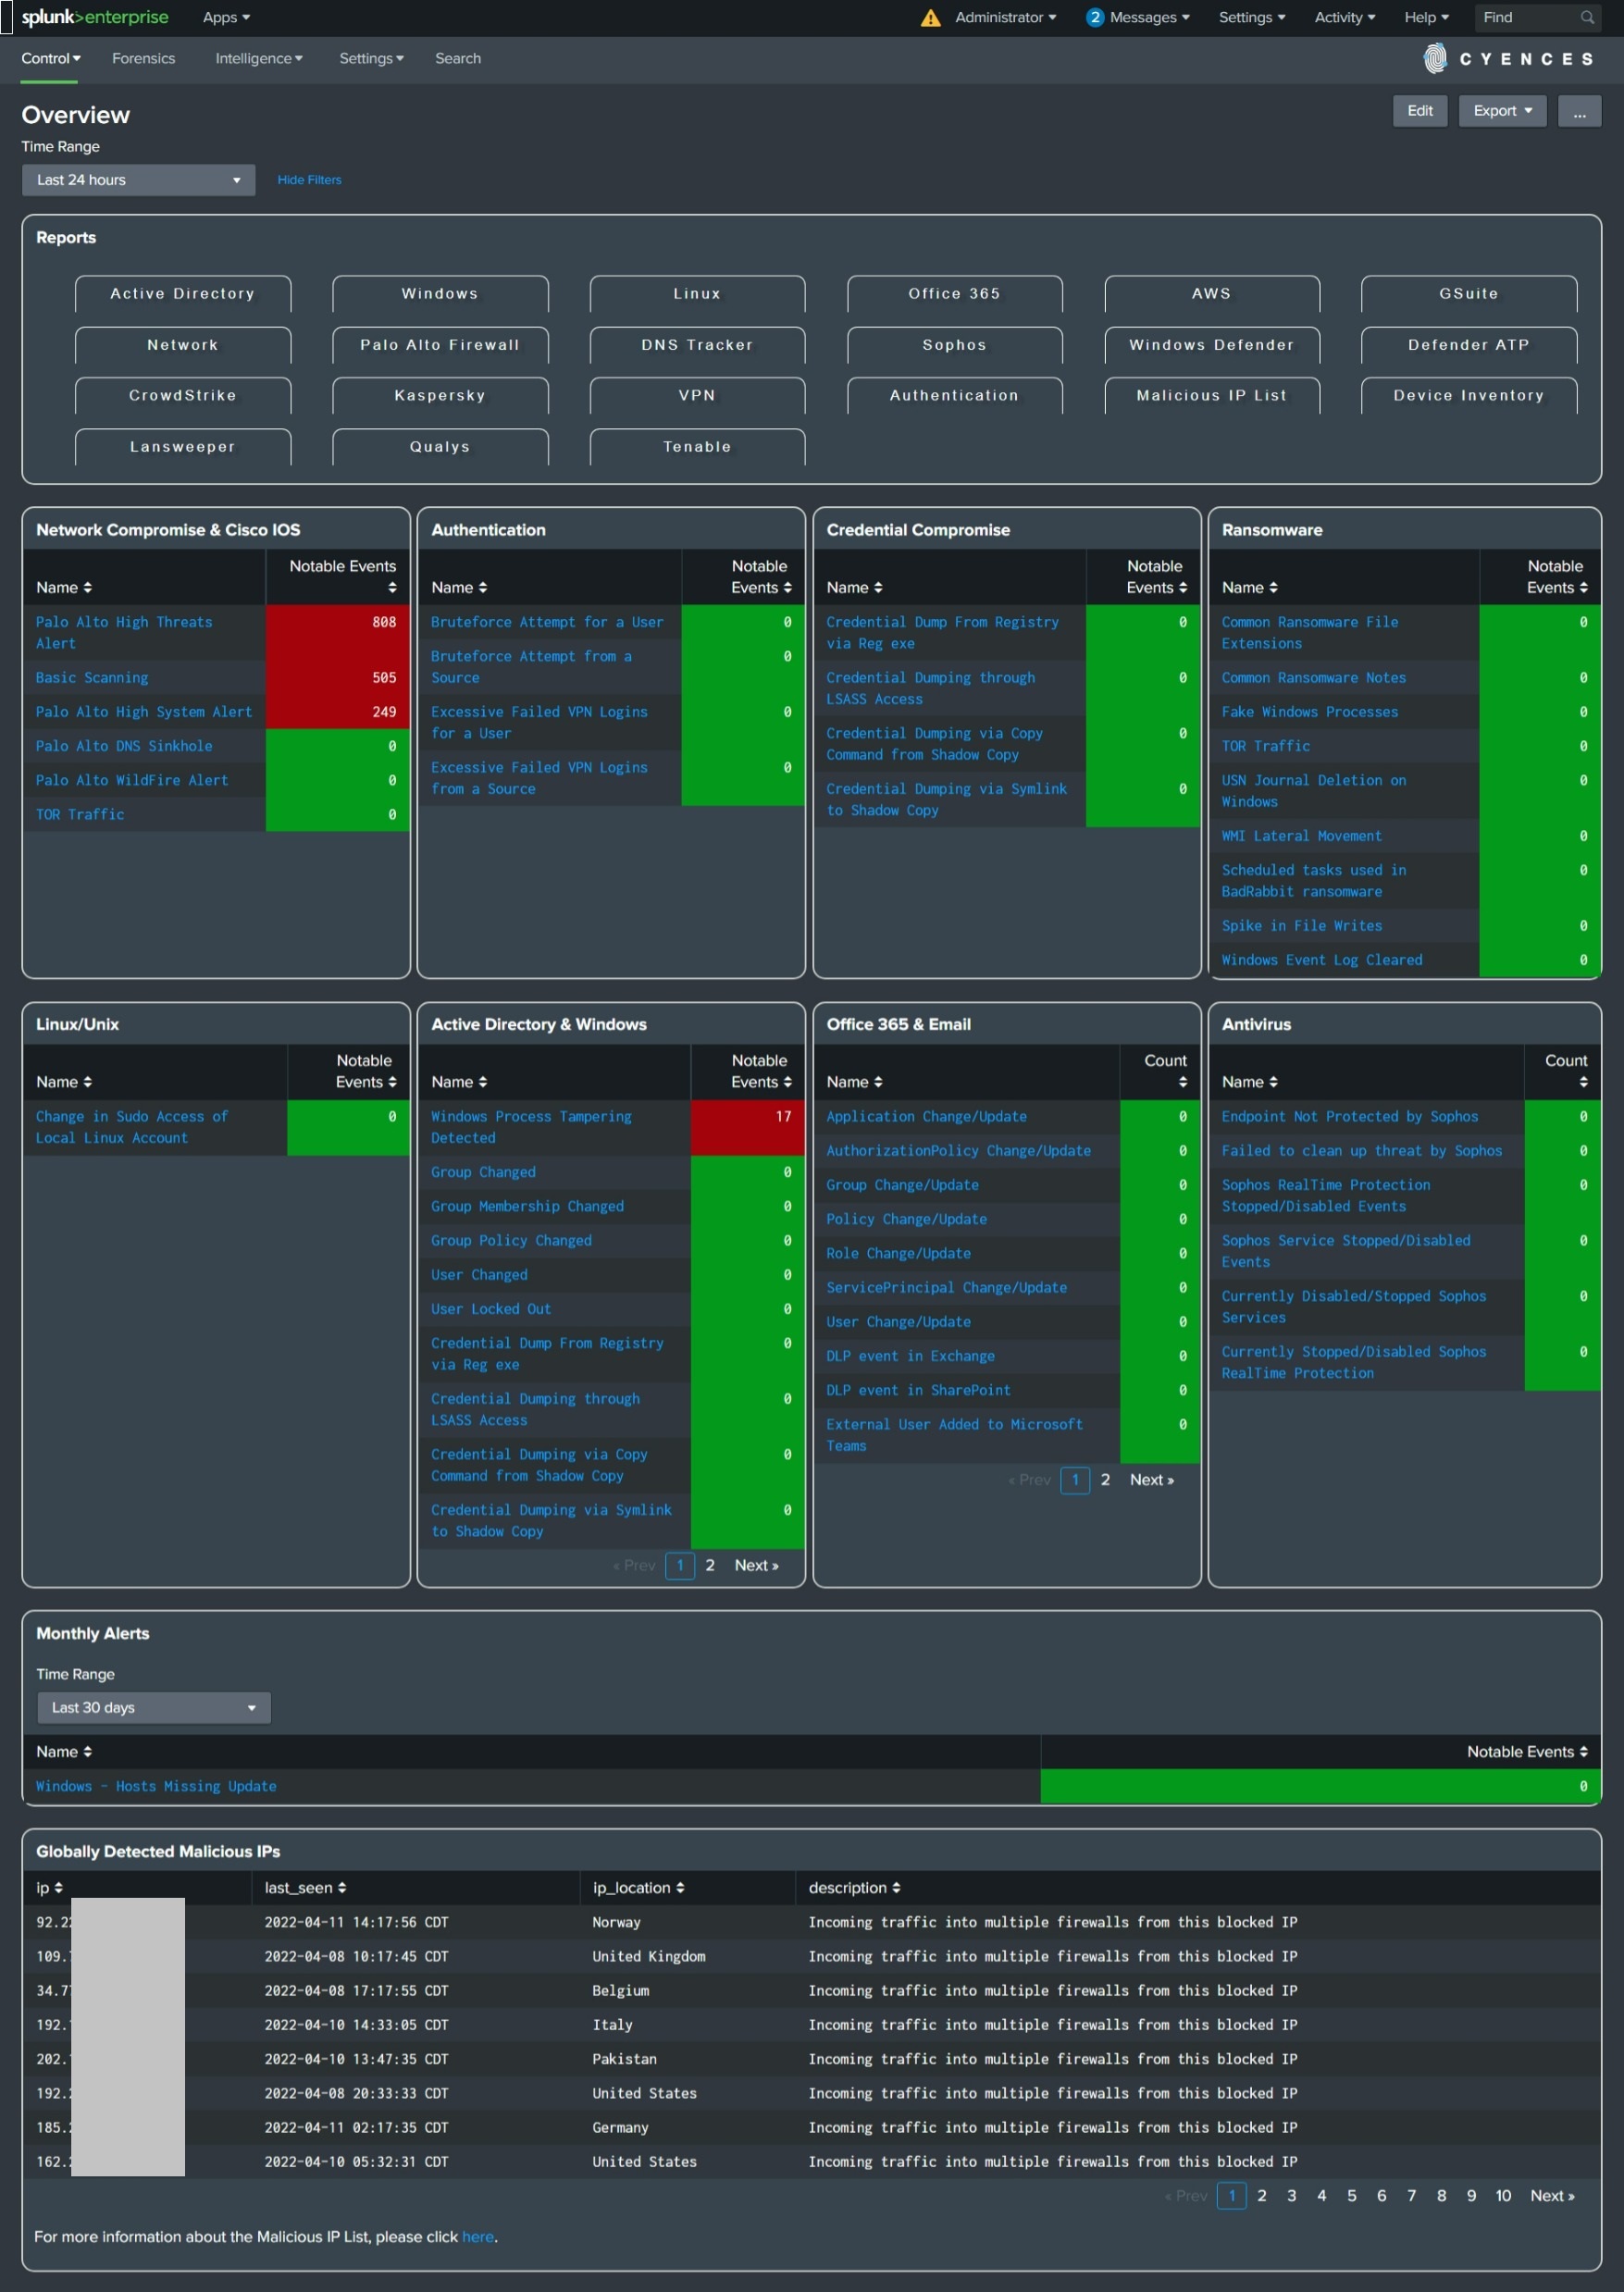 splunk>enterprise Apps Administrator 2 Messages Settings Activity Help Find
Control Forensics Intelligence Settings Search CYENCES
Overview
Edit Export ...
Time Range
Last 24 hours Hide Filters
Reports
Active Directory Windows Linux Office 365 AWS GSuite
Network Palo Alto Firewall DNS Tracker Sophos Windows Defender Defender ATP
CrowdStrike Kaspersky VPN Authentication Malicious IP List Device Inventory
Lansweeper Qualys Tenable
Network Compromise & Cisco IOS
Name Notable Events
Palo Alto High Threats 808
Alert
Basic Scanning 505
Palo Alto High System Alert 249
Palo Alto DNS Sinkhole 0
Palo Alto WildFire Alert 0
TOR Traffic 0
Authentication
Notable
Name Events
Bruteforce Attempt for a User 0
Bruteforce Attempt from a 0
Source
Excessive Failed VPN Logins 0
for a User
Excessive Failed VPN Logins 0
from a Source
Credential Compromise
Notable
Name Events
Credential Dump From Registry 0
via Reg exe
Credential Dumping through 0
LSASS Access
Credential Dumping via Copy 0
Command from Shadow Copy
Credential Dumping via Symlink 0
to Shadow Copy
Ransomware
Notable
Name Events
Common Ransomware File 0
Extensions
Common Ransomware Notes 0
Fake Windows Processes 0
TOR Traffic 0
USN Journal Deletion on 0
Windows
WMI Lateral Movement 0
Scheduled tasks used in 0
BadRabbit ransomware
Spike in File Writes 0
Windows Event Log Cleared 0
Linux/Unix
Notable
Name Events
Change in Sudo Access of 0
Local Linux Account
Active Directory & Windows
Notable
Name Events
Windows Process Tampering 17
Detected
Group Changed 0
Group Membership Changed 0
Group Policy Changed 0
User Changed 0
User Locked Out 0
Credential Dump From Registry 0
via Reg exe
Credential Dumping through 0
LSASS Access
Credential Dumping via Copy 0
Command from Shadow Copy
Credential Dumping via Symlink 0
to Shadow Copy
« Prev 1 2 Next »
Office 365 & Email
Count
Name
Application Change/Update 0
AuthorizationPolicy Change/Update 0
Group Change/Update 0
Policy Change/Update 0
Role Change/Update 0
ServicePrincipal Change/Update 0
User Change/Update 0
DLP event in Exchange 0
DLP event in SharePoint 0
External User Added to Microsoft 0
Teams
« Prev 1 2 Next »
Antivirus
Count
Name
Endpoint Not Protected by Sophos 0
Failed to clean up threat by Sophos 0
Sophos RealTime Protection 0
Stopped/Disabled Events
Sophos Service Stopped/Disabled 0
Events
Currently Disabled/Stopped Sophos 0
Services
Currently Stopped/Disabled Sophos 0
RealTime Protection
Monthly Alerts
Time Range
Last 30 days
Name Notable Events
Windows - Hosts Missing Update 0
Globally Detected Malicious IPs
ip last_seen ip_location description
92. 2022-04-11 14:17:56 CDT Norway Incoming traffic into multiple firewalls from this blocked IP
109. 2022-04-08 10:17:45 CDT United Kingdom Incoming traffic into multiple firewalls from this blocked IP
34. 2022-04-08 17:17:55 CDT Belgium Incoming traffic into multiple firewalls from this blocked IP
192. 2022-04-10 14:33:05 CDT Italy Incoming traffic into multiple firewalls from this blocked IP
202. 2022-04-10 13:47:35 CDT Pakistan Incoming traffic into multiple firewalls from this blocked IP
192. 2022-04-08 20:33:33 CDT United States Incoming traffic into multiple firewalls from this blocked IP
185. 2022-04-11 02:17:35 CDT Germany Incoming traffic into multiple firewalls from this blocked IP
162. 2022-04-10 05:32:31 CDT United States Incoming traffic into multiple firewalls from this blocked IP
« Prev 1 2 3 4 5 6 7 8 9 10 Next »
For more information about the Malicious IP List, please click here.